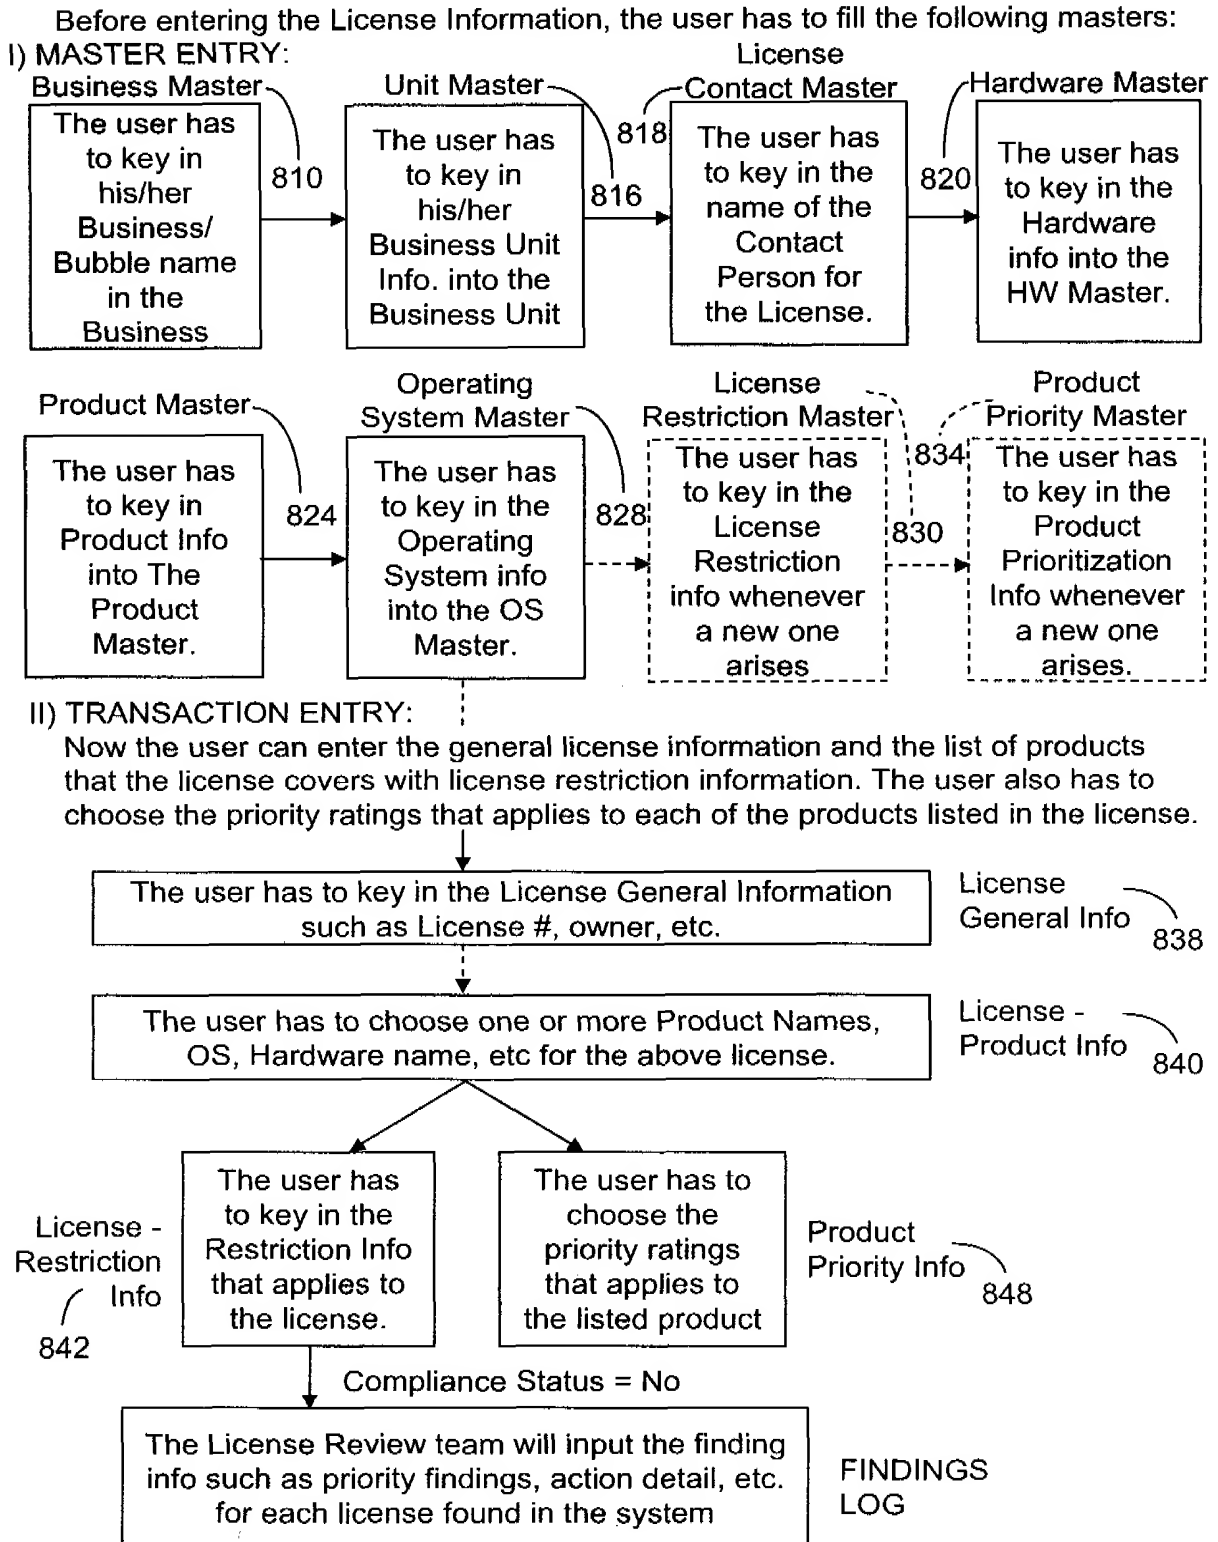 Before entering the License Information, the user has to fill the following masters:
I) MASTER ENTRY:
Business Master
810
The user has
to key in
his/her
Business/
Bubble name
in the
Business
Unit Master
816
The user has
to key in
his/her
Business Unit
Info. into the
Business Unit
License
Contact Master
818
The user has
to key in the
name of the
Contact
Person for
the License.
Hardware Master
820
The user has
to key in the
Hardware
info into the
HW Master.
Product Master
824
The user has
to key in
Product Info
into The
Product
Master.
Operating
System Master
828
The user has
to key in the
Operating
System info
into the OS
Master.
License
Restriction Master
830
The user has
to key in the
License
Restriction
info whenever
a new one
arises
Product
Priority Master
834
The user has
to key in the
Product
Prioritization
Info whenever
a new one
arises.
II) TRANSACTION ENTRY:
Now the user can enter the general license information and the list of products
that the license covers with license restriction information. The user also has to
choose the priority ratings that applies to each of the products listed in the license.
The user has to key in the License General Information
such as License #, owner, etc.
License
General Info
838
The user has to choose one or more Product Names,
OS, Hardware name, etc for the above license.
License -
Product Info
840
License -
Restriction
Info
842
The user has
to key in the
Restriction Info
that applies to
the license.
The user has to
choose the
priority ratings
that applies to
the listed product
Product
Priority Info
848
Compliance Status = No
The License Review team will input the finding
info such as priority findings, action detail, etc.
for each license found in the system
FINDINGS
LOG